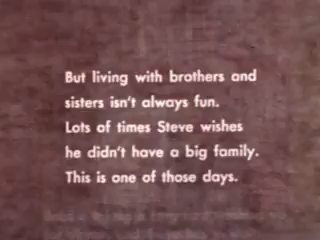 But living with brothers and
sisters isn't always fun.
Lots of times Steve wishes
he didn't have a big family.
This is one of those days.